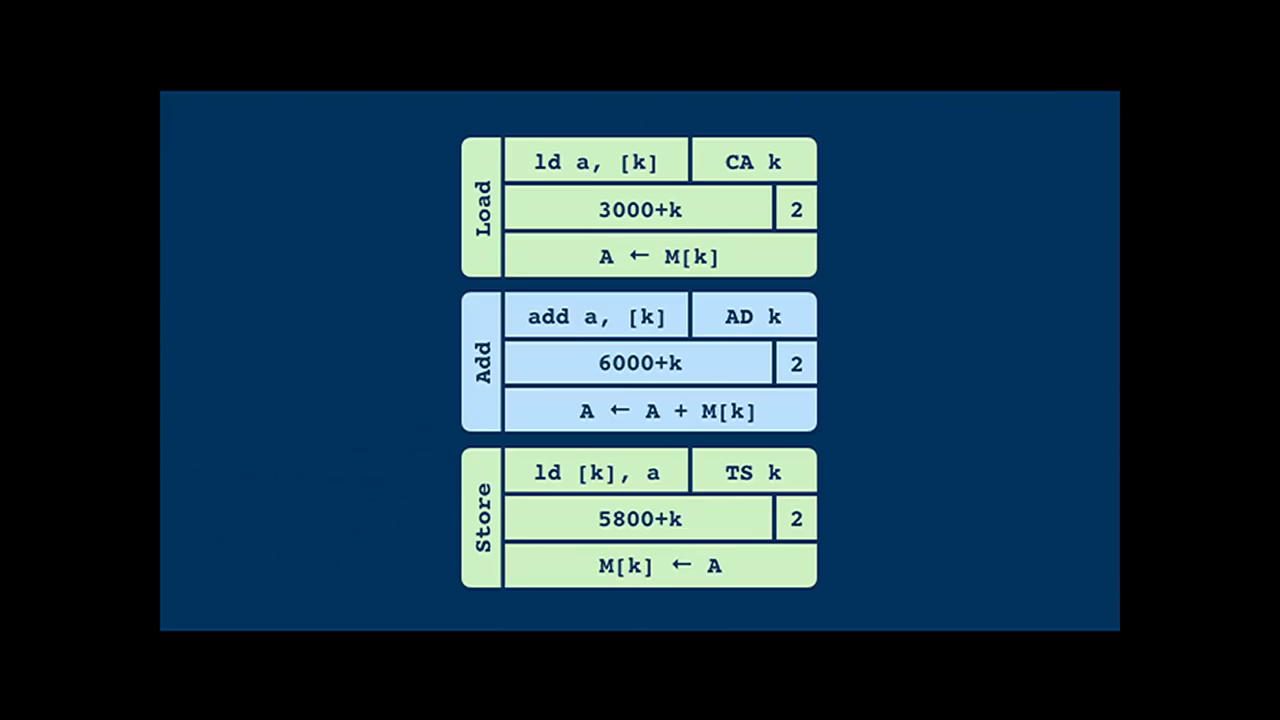 Load
ld a, [k] CA k
3000+k 2
A ← M[k]
Add
add a, [k] AD k
6000+k 2
A ← A + M[k]
Store
ld [k], a TS k
5800+k 2
M[k] ← A